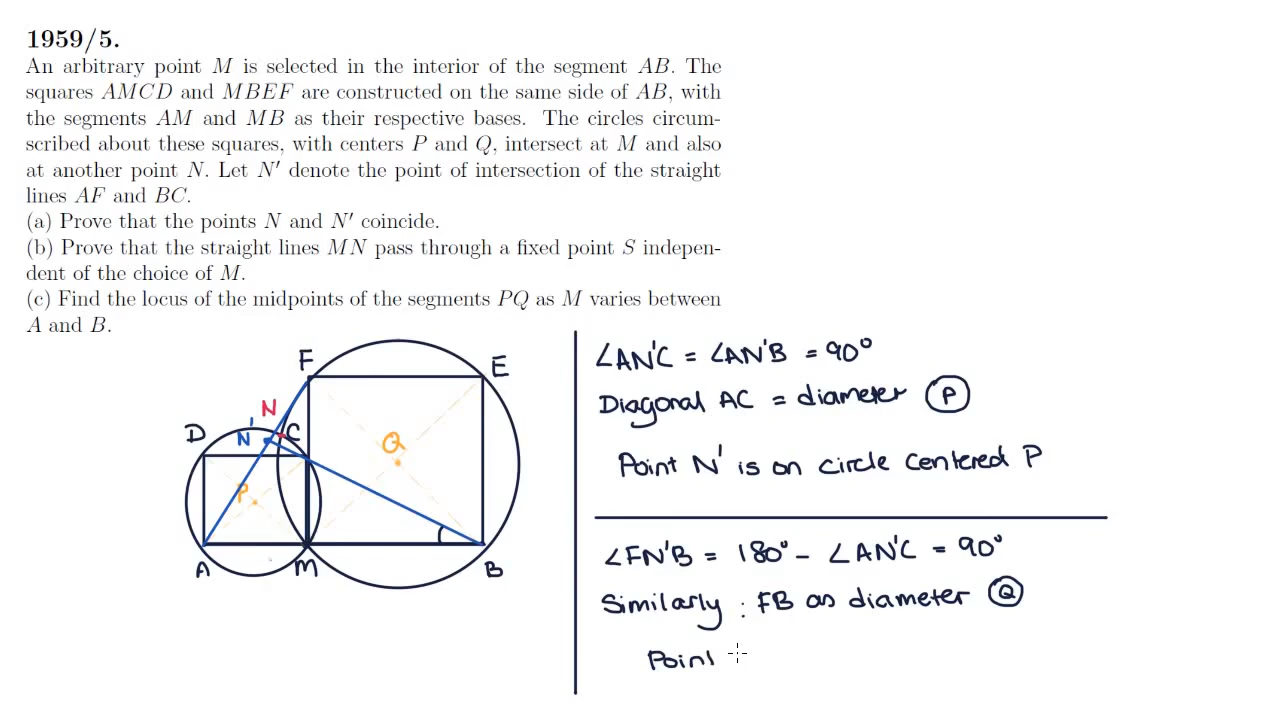 1959/5.
An arbitrary point M is selected in the interior of the segment AB. The
squares AMCD and MBEF are constructed on the same side of AB, with
the segments AM and MB as their respective bases. The circles circum-
scribed about these squares, with centers P and Q, intersect at M and also
at another point N. Let N′ denote the point of intersection of the straight
lines AF and BC.
(a) Prove that the points N and N′ coincide.
(b) Prove that the straight lines MN pass through a fixed point S indepen-
dent of the choice of M.
(c) Find the locus of the midpoints of the segments PQ as M varies between
A and B.
F
E
N
D
N'
C
Q
P
A
M
B
∠AN'C = ∠AN'B = 90°
Diagonal AC = diameter P
Point N' is on circle centered P
∠FN'B = 180° - ∠AN'C = 90°
Similarly : FB as diameter Q
Point